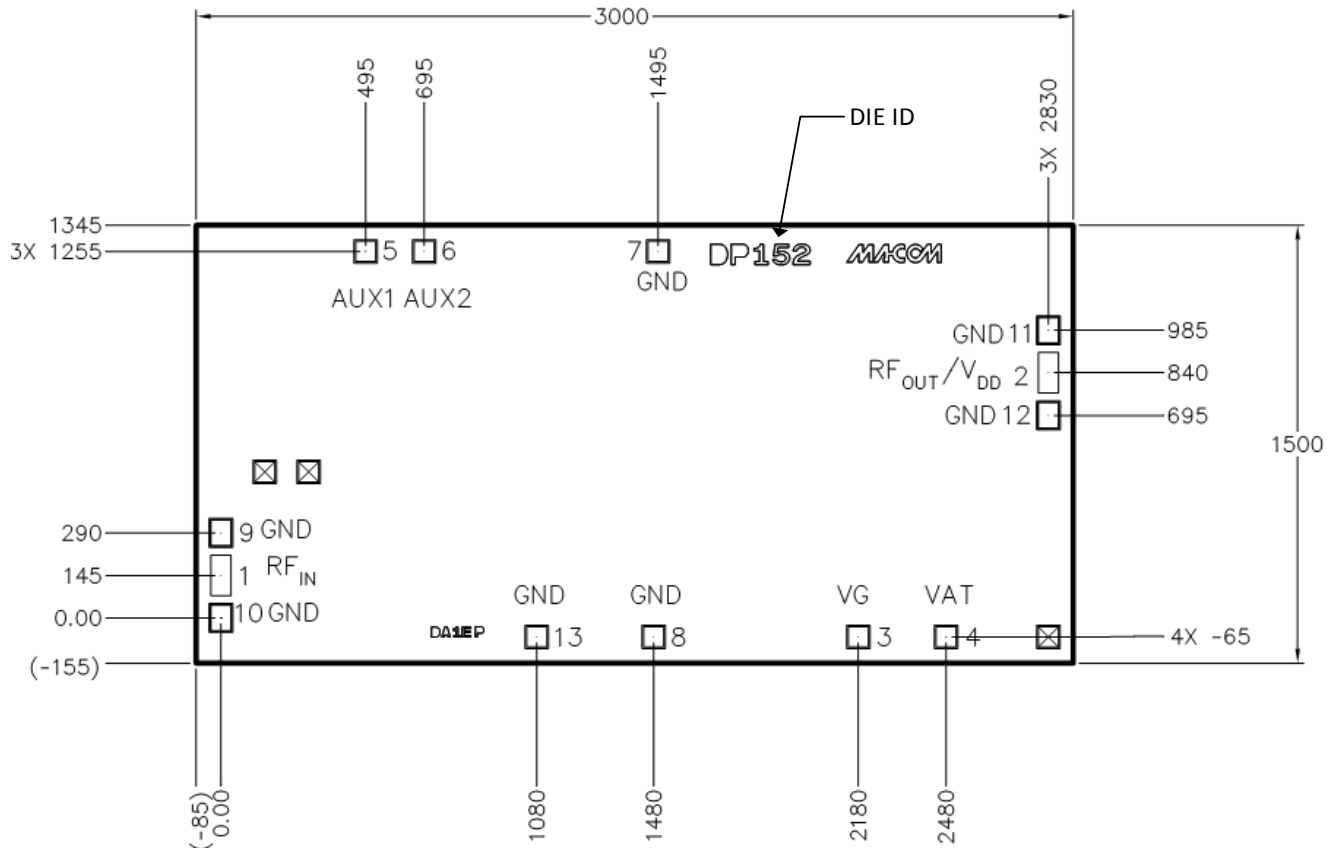 3000
495
695
1495
3X 2830
DIE ID
1345
3X 1255
5
6
7
DP152
MACOM
GND
AUX1 AUX2
GND 11
985
RFOUT/VDD 2
840
GND 12
695
1500
290
9 GND
145
1 RFIN
0.00
10 GND
GND
GND
VG
VAT
DA1EP
13
8
3
4
4X -65
(-155)
(-85)
0.00
1080
1480
2180
2480